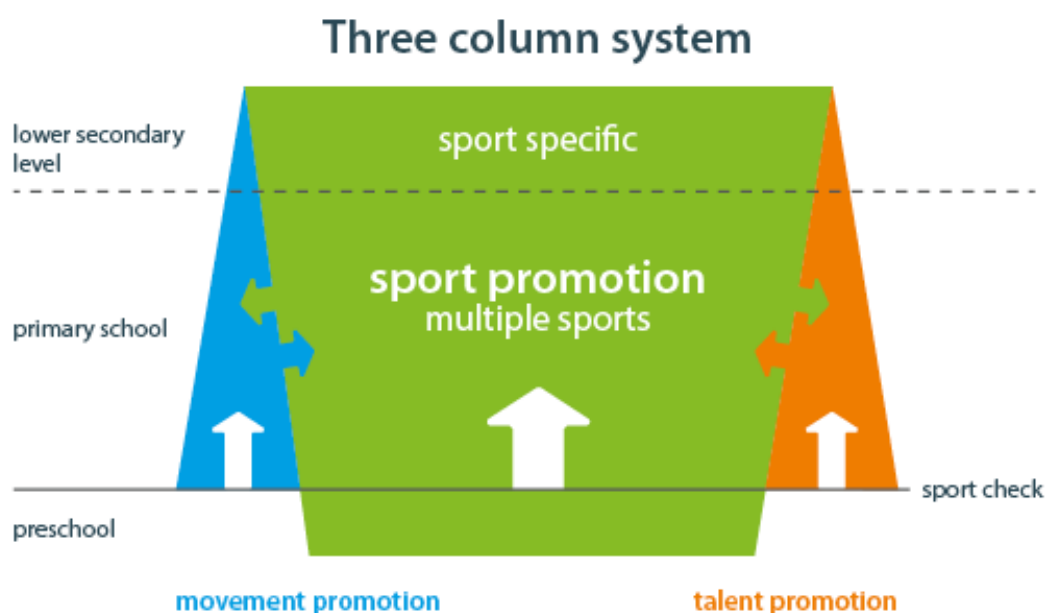 Three column system
lower secondary
level
sport specific
sport promotion
multiple sports
primary school
sport check
preschool
movement promotion
talent promotion